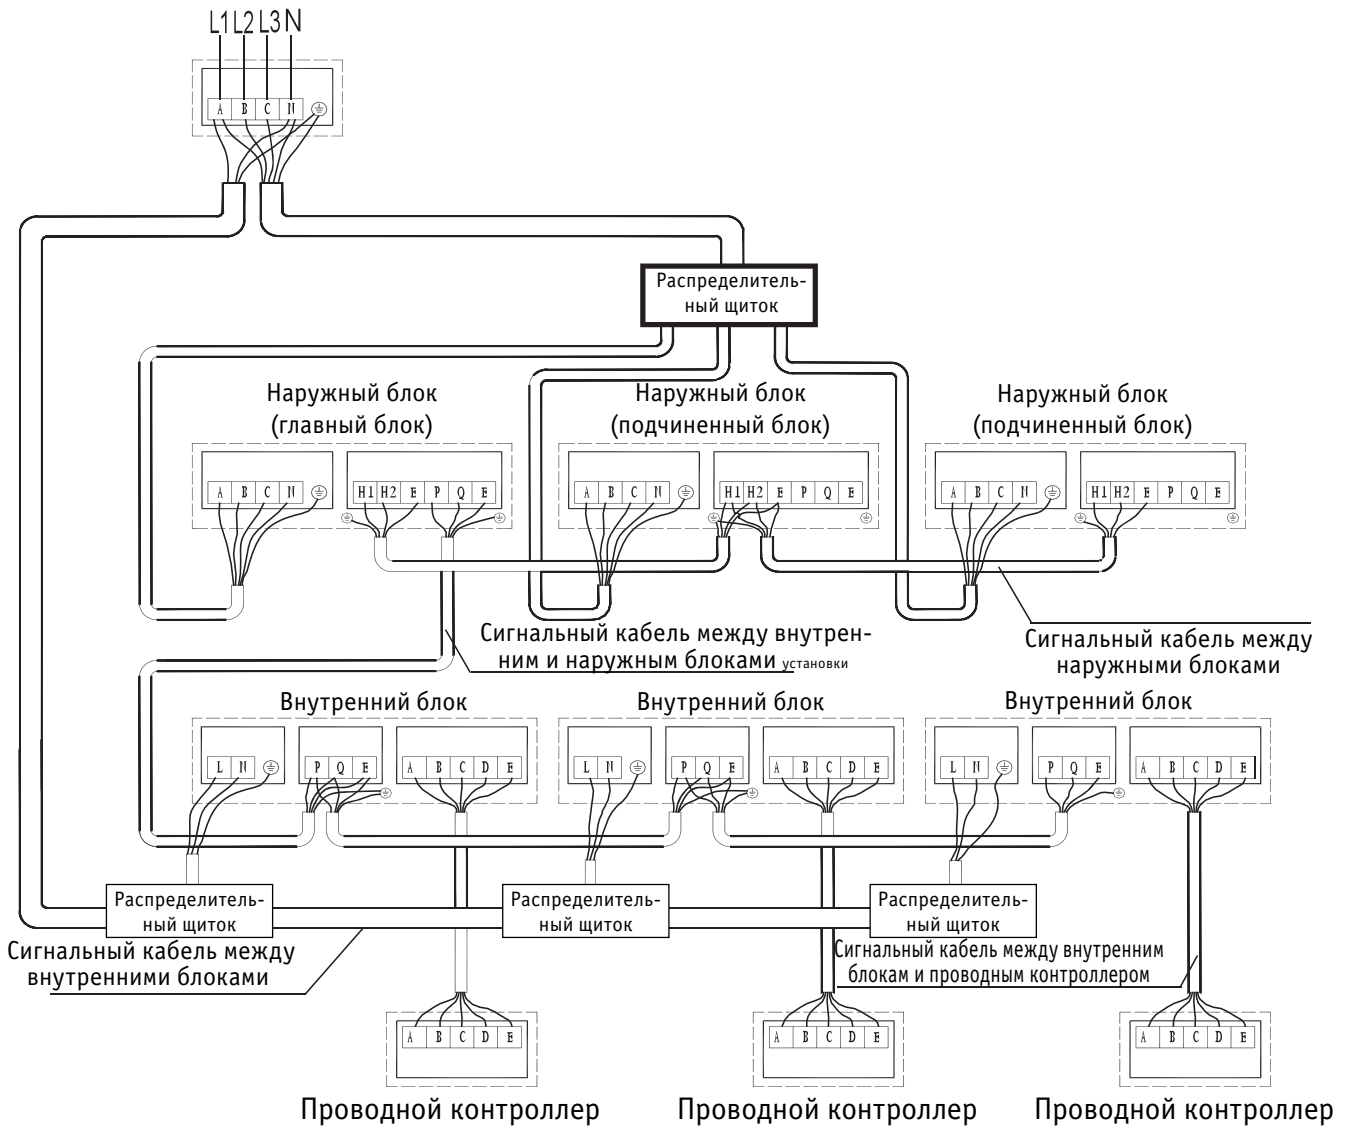 L1 L2 L3 N
A B C N
Распределитель-
ный щиток
Наружный блок
(главный блок)
Наружный блок
(подчиненный блок)
Наружный блок
(подчиненный блок)
A B C N
H1 H2 E P Q E
A B C N
H1 H2 E P Q E
A B C N
H1 H2 E P Q E
Сигнальный кабель между внутрен-
ним и наружным блоками установки
Сигнальный кабель между
наружными блоками
Внутренний блок
Внутренний блок
Внутренний блок
L N
P Q E
A B C D E
L N
P Q E
A B C D E
L N
P Q E
A B C D E
Распределитель-
ный щиток
Распределитель-
ный щиток
Распределитель-
ный щиток
Сигнальный кабель между
внутренними блоками
Сигнальный кабель между внутренним
блокам и проводным контроллером
A B C D E
A B C D E
A B C D E
Проводной контроллер
Проводной контроллер
Проводной контроллер